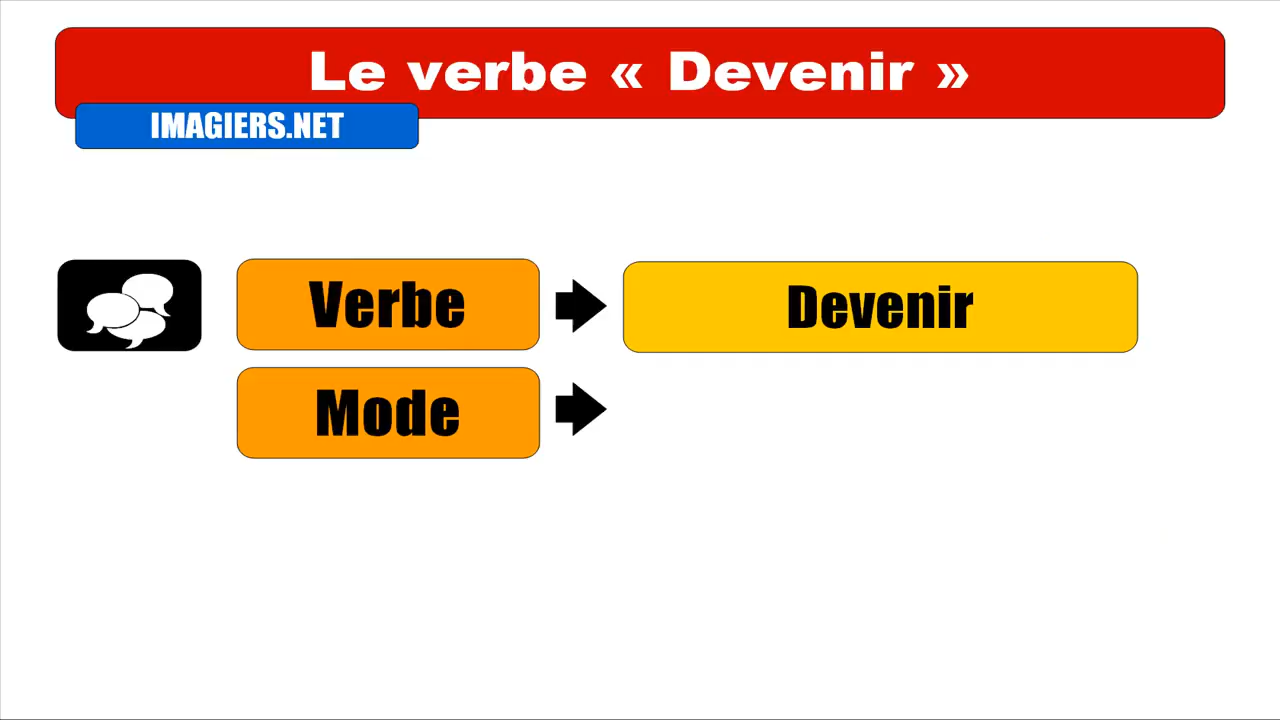 Le verbe « Devenir »
IMAGIERS.NET
Verbe
Devenir
Mode